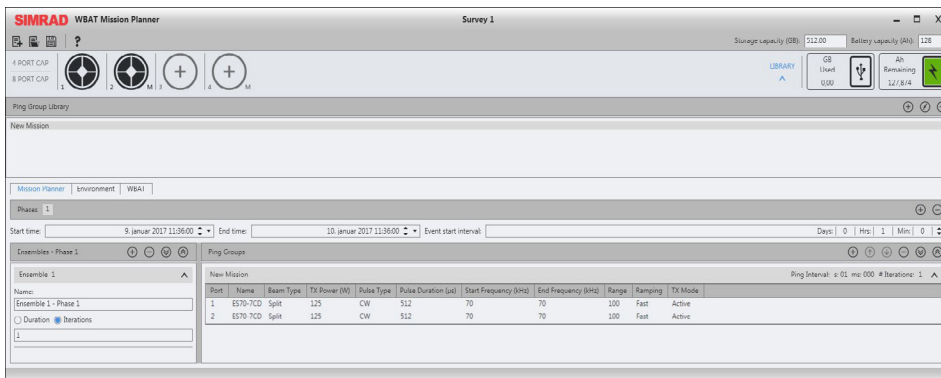 SIMRAD WBAT Mission Planner Survey 1
? Storage capacity (GB): 512.00 Battery capacity (Ah): 128
4 PORT CAP
8 PORT CAP
1 2 M 3 4 M
LIBRARY
GB Used 0,00
Ah Remaining 127,874
Ping Group Library
New Mission
Mission Planner Environment WBAT
Phases 1
Start time: 9. januar 2017 11:36:00 End time: 10. januar 2017 11:36:00 Event start interval: Days: 0 Hrs: 1 Min: 0
Ensembles - Phase 1 Ping Groups
Ensemble 1 New Mission Ping Interval: s: 01 ms: 000 # Iterations: 1
Name:
Ensemble 1 - Phase 1
Duration Iterations
1
Port Name Beam Type TX Power (W) Pulse Type Pulse Duration (µs) Start Frequency (kHz) End Frequency (kHz) Range Ramping TX Mode
1 ES70-7CD Split 125 CW 512 70 70 100 Fast Active
2 ES70-7CD Split 125 CW 512 70 70 100 Fast Active